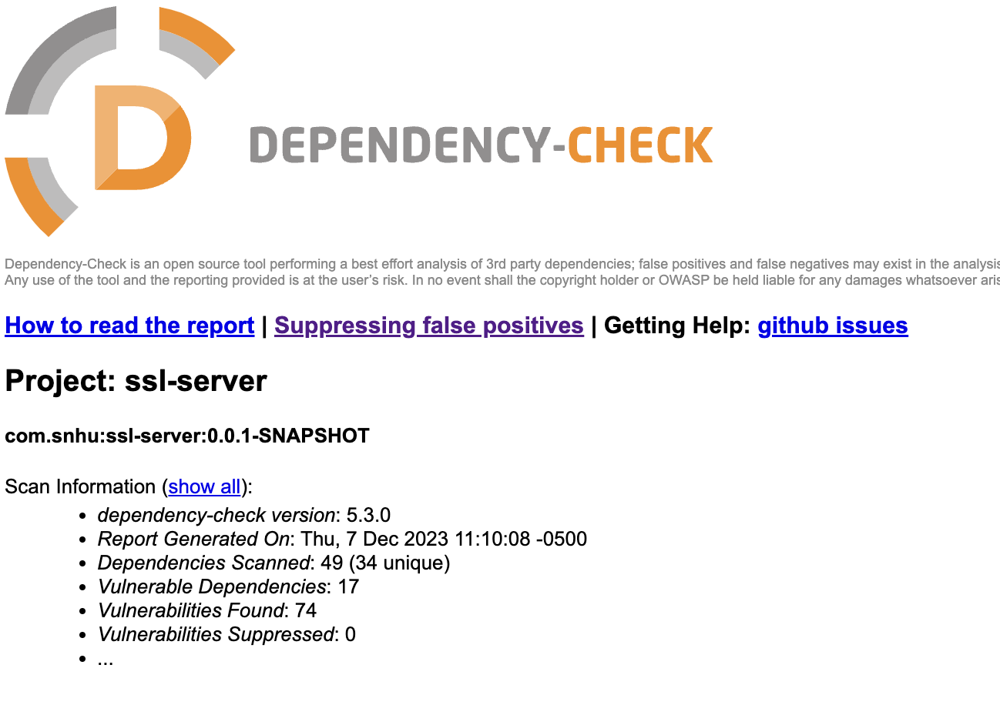 D
DEPENDENCY-CHECK
Dependency-Check is an open source tool performing a best effort analysis of 3rd party dependencies; false positives and false negatives may exist in the analysis
Any use of the tool and the reporting provided is at the user’s risk. In no event shall the copyright holder or OWASP be held liable for any damages whatsoever aris
How to read the report | Suppressing false positives | Getting Help: github issues
Project: ssl-server
com.snhu:ssl-server:0.0.1-SNAPSHOT
Scan Information (show all):
• dependency-check version: 5.3.0
• Report Generated On: Thu, 7 Dec 2023 11:10:08 -0500
• Dependencies Scanned: 49 (34 unique)
• Vulnerable Dependencies: 17
• Vulnerabilities Found: 74
• Vulnerabilities Suppressed: 0
• ...